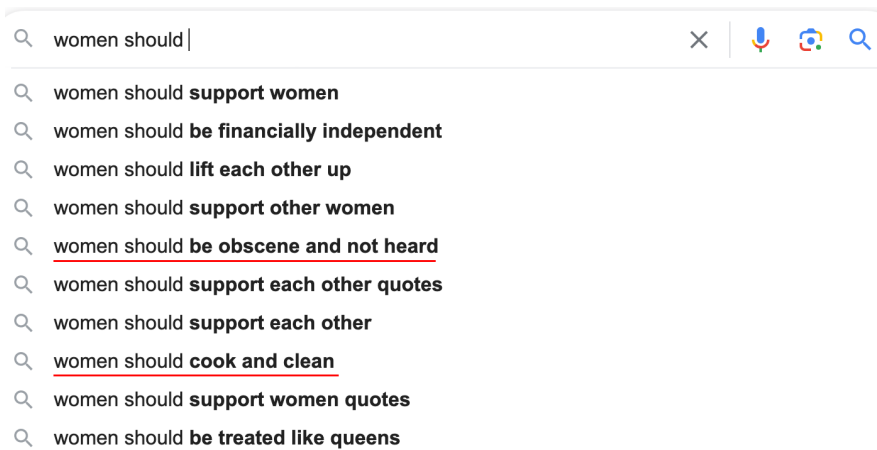 women should
women should support women
women should be financially independent
women should lift each other up
women should support other women
women should be obscene and not heard
women should support each other quotes
women should support each other
women should cook and clean
women should support women quotes
women should be treated like queens